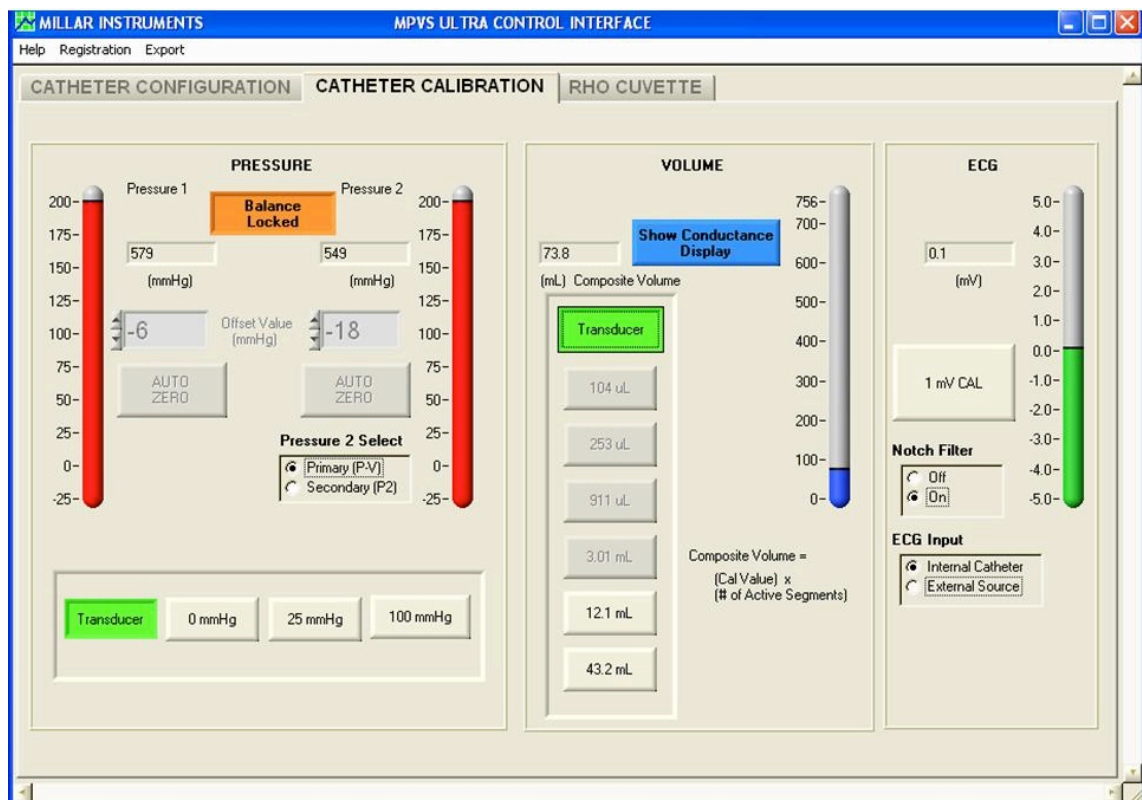 MILLAR INSTRUMENTS MPVS ULTRA CONTROL INTERFACE
Help Registration Export
CATHETER CONFIGURATION CATHETER CALIBRATION RHO CUVETTE
PRESSURE
Pressure 1
Balance
Locked
Pressure 2
579
(mmHg)
549
(mmHg)
-6
Offset Value
(mmHg)
-18
AUTO
ZERO
AUTO
ZERO
200-
175-
150-
125-
100-
75-
50-
25-
0-
-25-
200-
175-
150-
125-
100-
75-
50-
25-
0-
-25-
Pressure 2 Select
Primary (P-V)
Secondary (P2)
Transducer 0 mmHg 25 mmHg 100 mmHg
VOLUME
73.8
Show Conductance
Display
(mL) Composite Volume
Transducer
104 uL
253 uL
911 uL
3.01 mL
12.1 mL
43.2 mL
756-
700-
600-
500-
400-
300-
200-
100-
0-
Composite Volume =
(Cal Value) x
(# of Active Segments)
ECG
0.1
(mV)
1 mV CAL
5.0-
4.0-
3.0-
2.0-
1.0-
0.0-
-1.0-
-2.0-
-3.0-
-4.0-
-5.0-
Notch Filter
Off
On
ECG Input
Internal Catheter
External Source